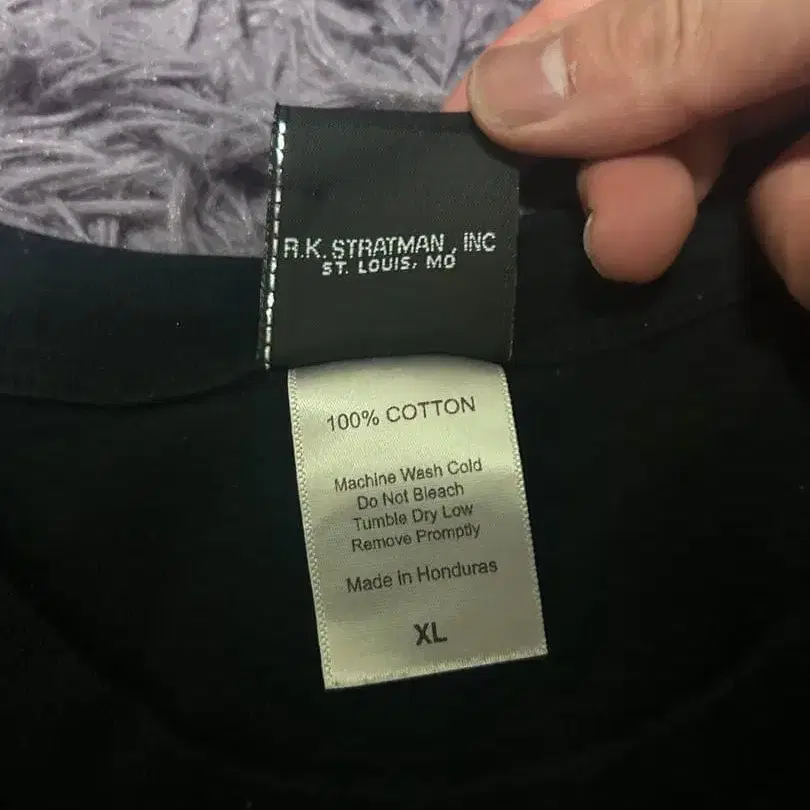 R.K. STRATMAN, INC
ST. LOUIS, MO
100% COTTON
Machine Wash Cold
Do Not Bleach
Tumble Dry Low
Remove Promptly
Made in Honduras
XL